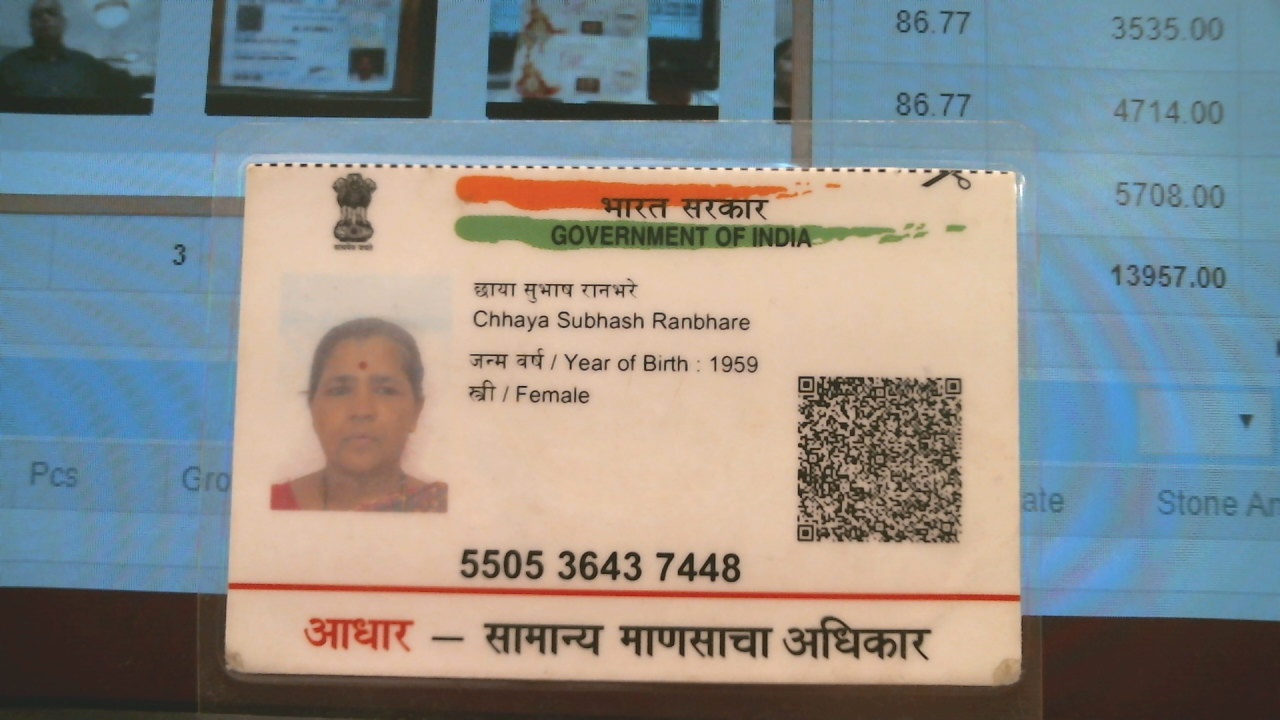 86.77 3535.00
86.77 4714.00
5708.00
3 13957.00
भारत सरकार
GOVERNMENT OF INDIA
छाया सुभाष रानभरे
Chhaya Subhash Ranbhare
जन्म वर्ष / Year of Birth : 1959
स्त्री / Female
Pcs
5505 3643 7448
आधार — सामान्य माणसाचा अधिकार
Stone